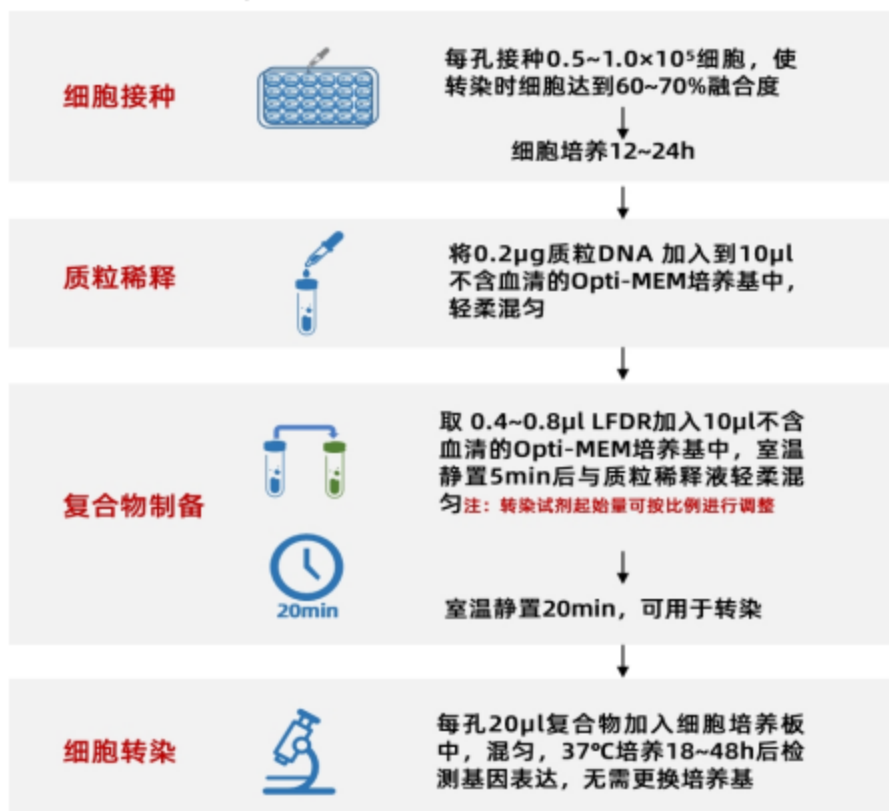 细胞接种
每孔接种0.5~1.0×10⁵细胞，使
转染时细胞达到60~70%融合度
细胞培养12~24h
质粒稀释
将0.2μg质粒DNA 加入到10μl
不含血清的Opti-MEM培养基中，
轻柔混匀
复合物制备
取 0.4~0.8μl LFDR加入10μl不含
血清的Opti-MEM培养基中，室温
静置5min后与质粒稀释液轻柔混
匀注：转染试剂起始量可按比例进行调整
20min
室温静置20min，可用于转染
细胞转染
每孔20μl复合物加入细胞培养板
中，混匀，37℃培养18~48h后检
测基因表达，无需更换培养基